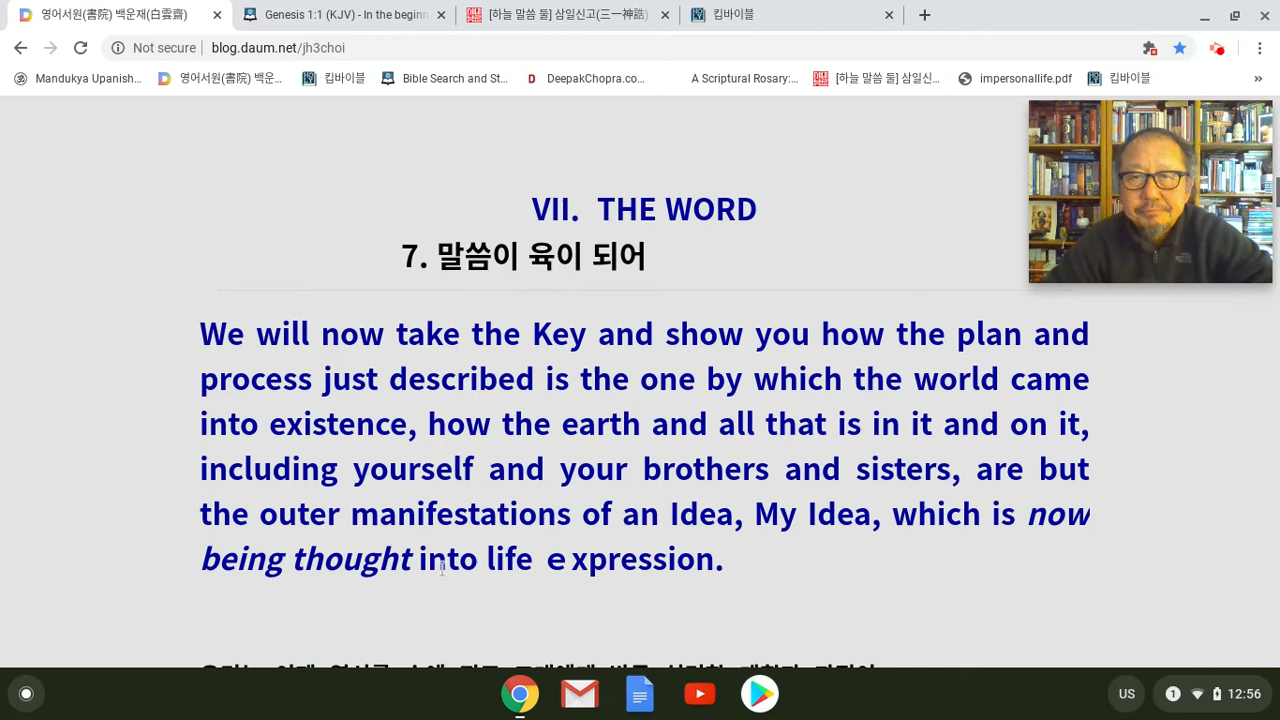 영어서원(書院) 백운재(白雲齋)
Genesis 1:1 (KJV) - In the beginn
[하늘 말씀 둘] 삼일신고(三一神誥)
킵바이블
Not secure
blog.daum.net/jh3choi
Mandukya Upanish...
영어서원(書院) 백운...
킵바이블
Bible Search and St...
DeepakChopra.co...
A Scriptural Rosary:...
[하늘 말씀 둘] 삼일신...
impersonallife.pdf
킵바이블
»
VII. THE WORD
7. 말씀이 육이 되어
We will now take the Key and show you how the plan and
process just described is the one by which the world came
into existence, how the earth and all that is in it and on it,
including yourself and your brothers and sisters, are but
the outer manifestations of an Idea, My Idea, which is now
being thought into life e xpression.
US
1
12:56